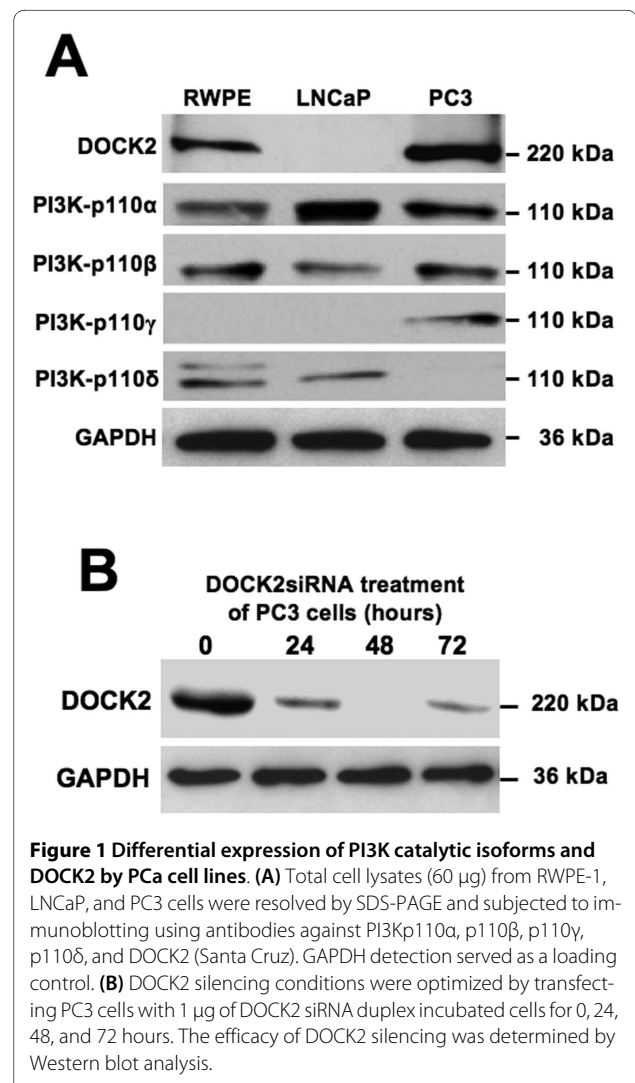 A
RWPE LNCaP PC3
DOCK2 – 220 kDa
PI3K-p110α – 110 kDa
PI3K-p110β – 110 kDa
PI3K-p110γ – 110 kDa
PI3K-p110δ – 110 kDa
GAPDH – 36 kDa
B
DOCK2siRNA treatment
of PC3 cells (hours)
0 24 48 72
DOCK2 – 220 kDa
GAPDH – 36 kDa
Figure 1 Differential expression of PI3K catalytic isoforms and
DOCK2 by PCa cell lines. (A) Total cell lysates (60 μg) from RWPE-1,
LNCaP, and PC3 cells were resolved by SDS-PAGE and subjected to im-
munoblotting using antibodies against PI3Kp110α, p110β, p110γ,
p110δ, and DOCK2 (Santa Cruz). GAPDH detection served as a loading
control. (B) DOCK2 silencing conditions were optimized by transfect-
ing PC3 cells with 1 μg of DOCK2 siRNA duplex incubated cells for 0, 24,
48, and 72 hours. The efficacy of DOCK2 silencing was determined by
Western blot analysis.